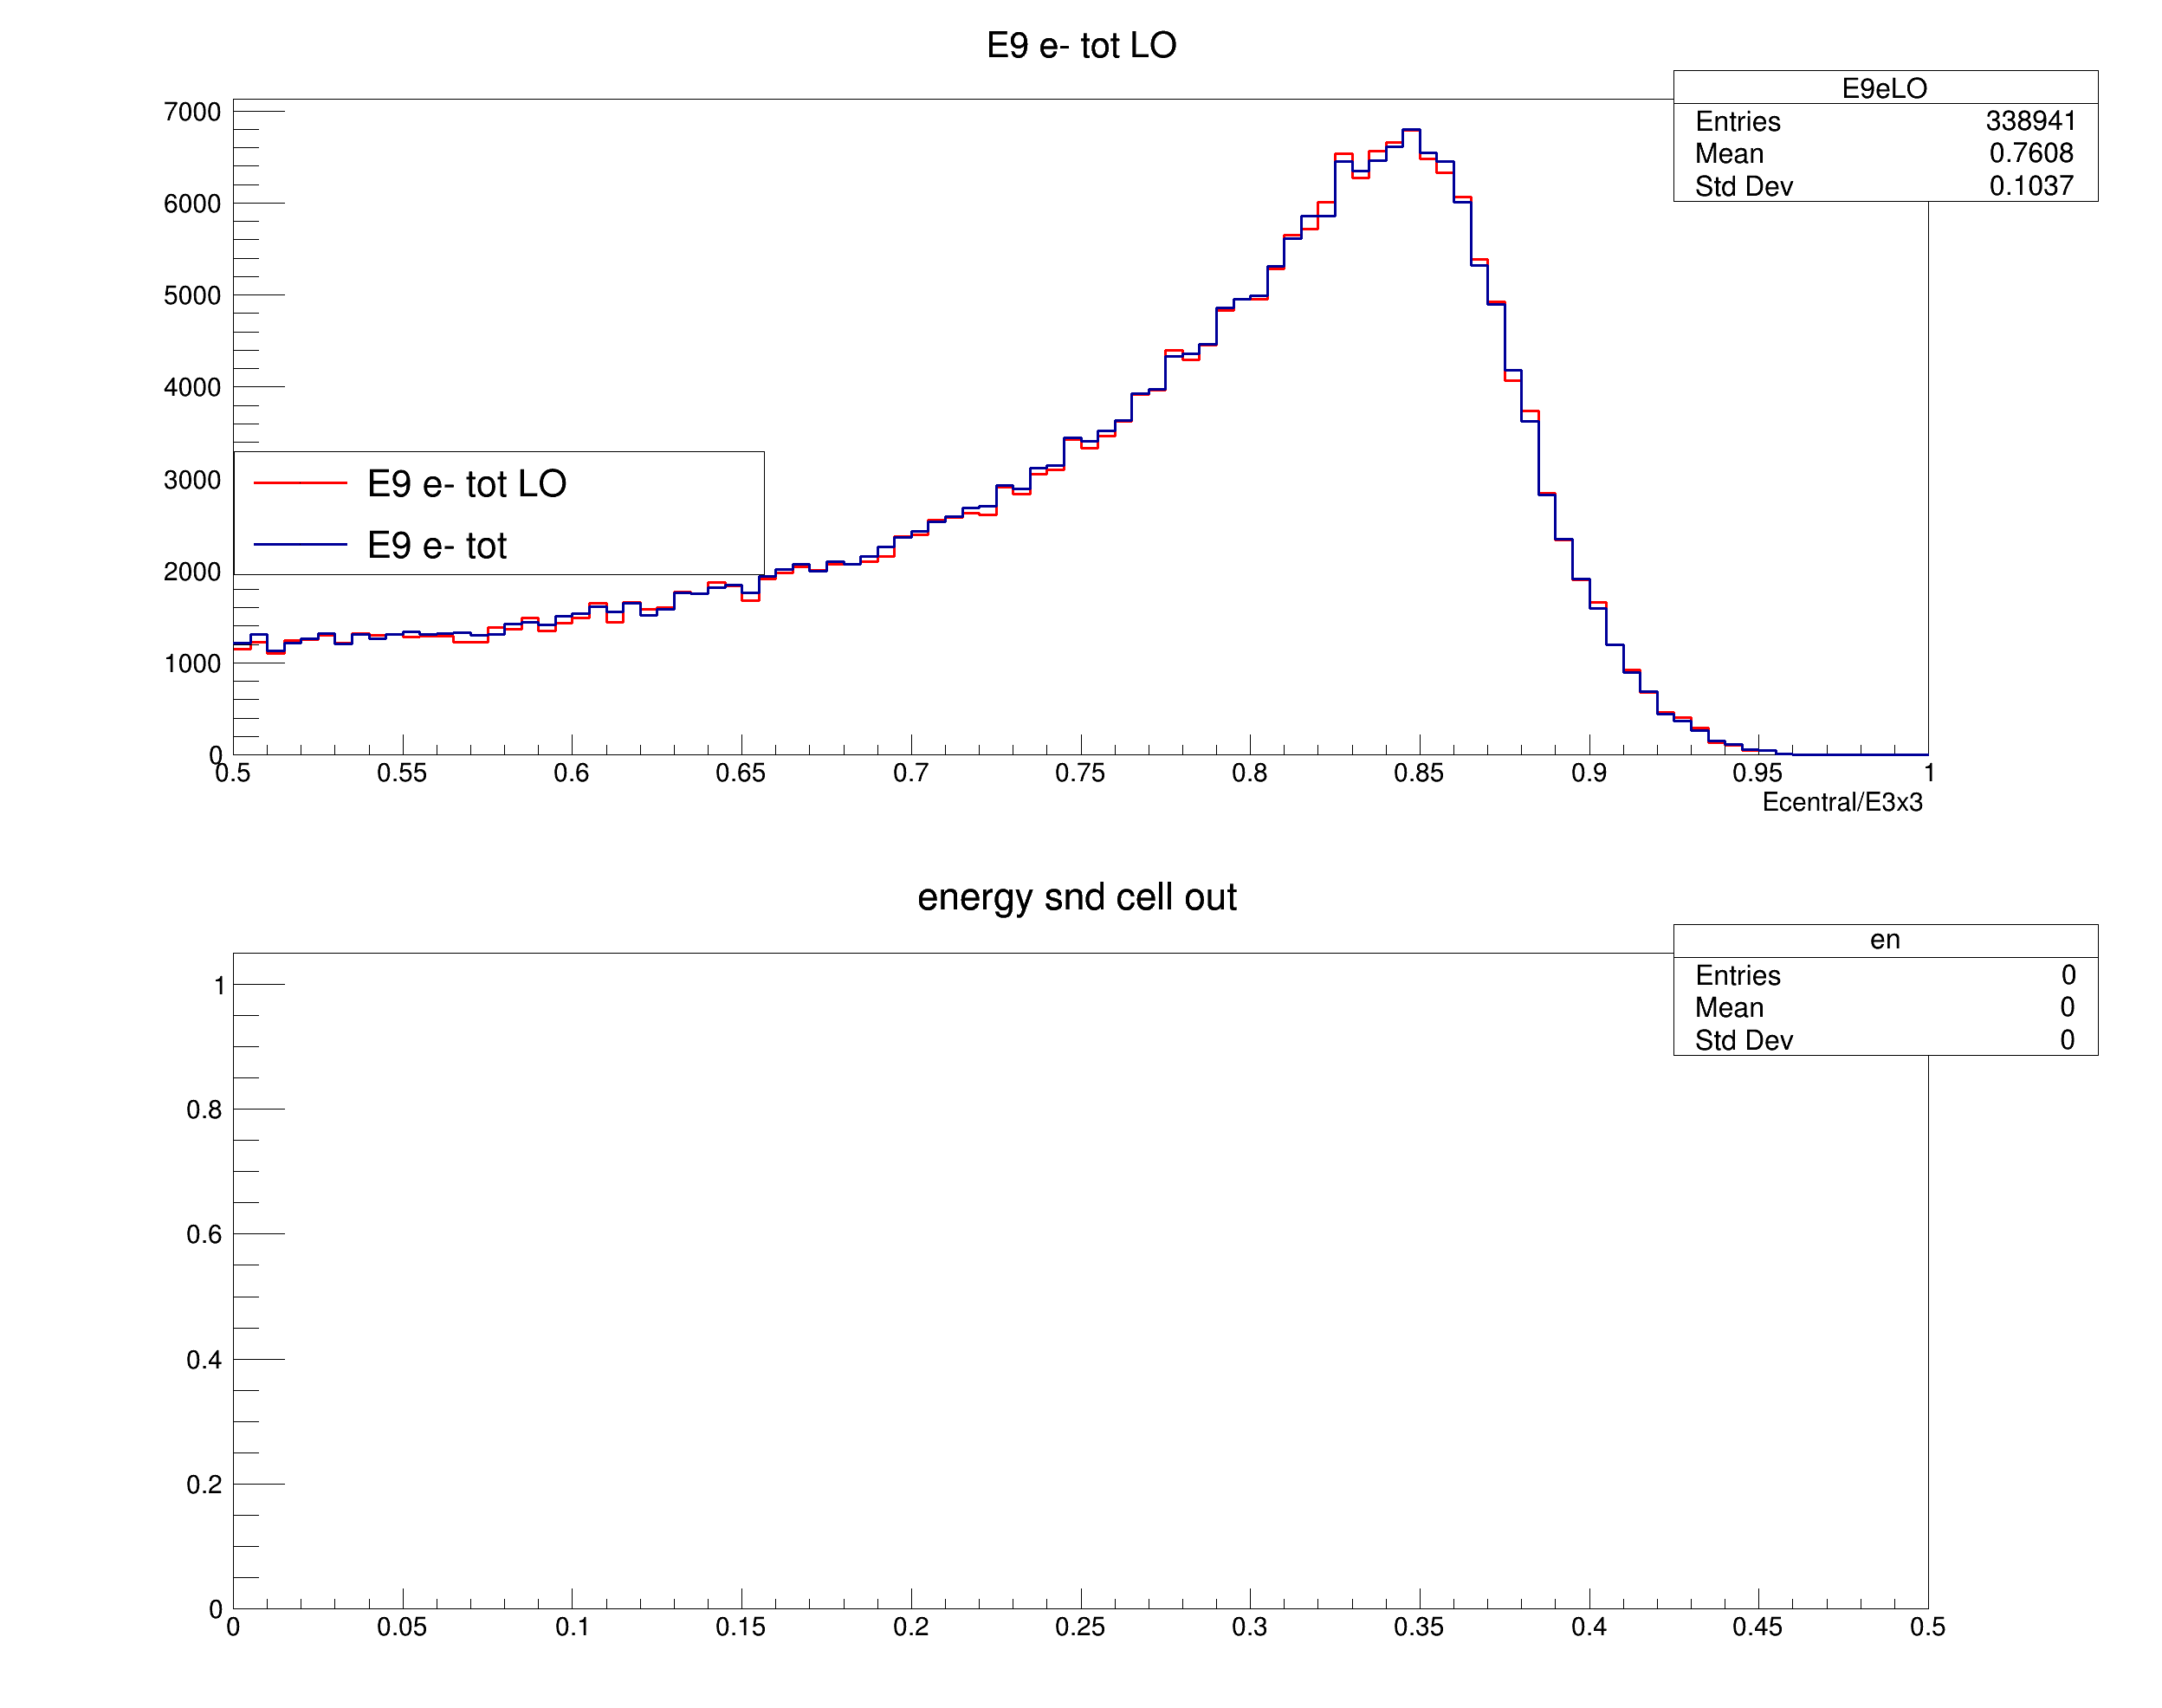 E9 e- tot LO
E9eLO
Entries 338941
Mean 0.7608
Std Dev 0.1037
7000
6000
5000
4000
3000
2000
1000
0
E9 e- tot LO
E9 e- tot
0.5 0.55 0.6 0.65 0.7 0.75 0.8 0.85 0.9 0.95 1
Ecentral/E3x3
energy snd cell out
en
Entries 0
Mean 0
Std Dev 0
1
0.8
0.6
0.4
0.2
0
0 0.05 0.1 0.15 0.2 0.25 0.3 0.35 0.4 0.45 0.5